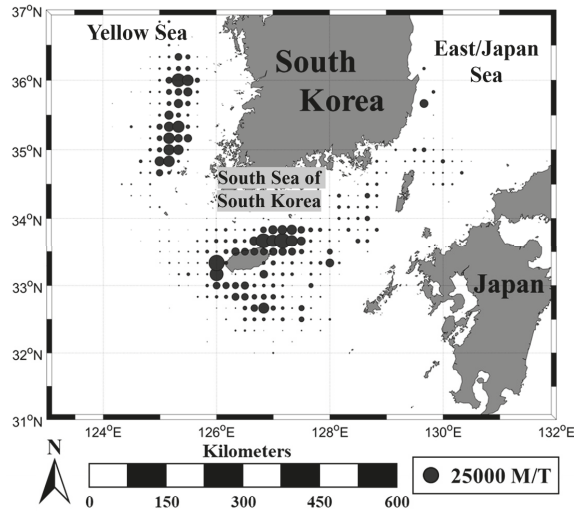 37°N
36°N
35°N
34°N
33°N
32°N
31°N
Yellow Sea
South
Korea
East/Japan
Sea
South Sea of
South Korea
Japan
124°E
126°E
128°E
130°E
132°E
N
Kilometers
0
150
300
450
600
25000 M/T